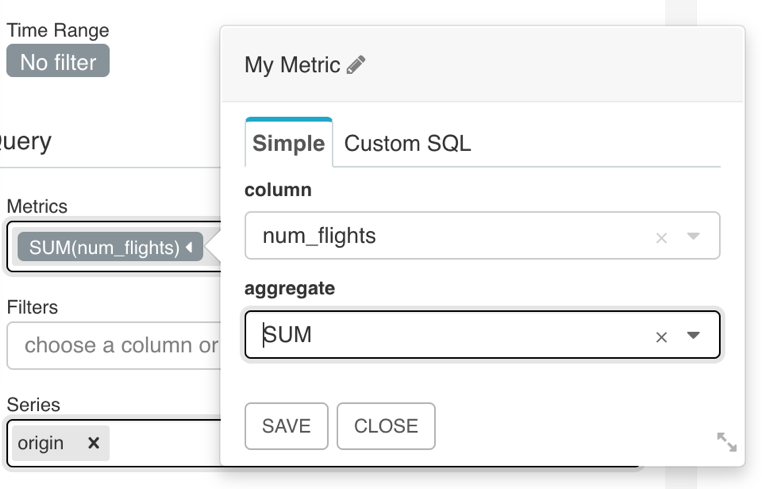 Time Range
No filter
Query
Metrics
SUM(num_flights)
Filters
choose a column or
Series
origin
My Metric
Simple
Custom SQL
column
num_flights
aggregate
SUM
SAVE
CLOSE